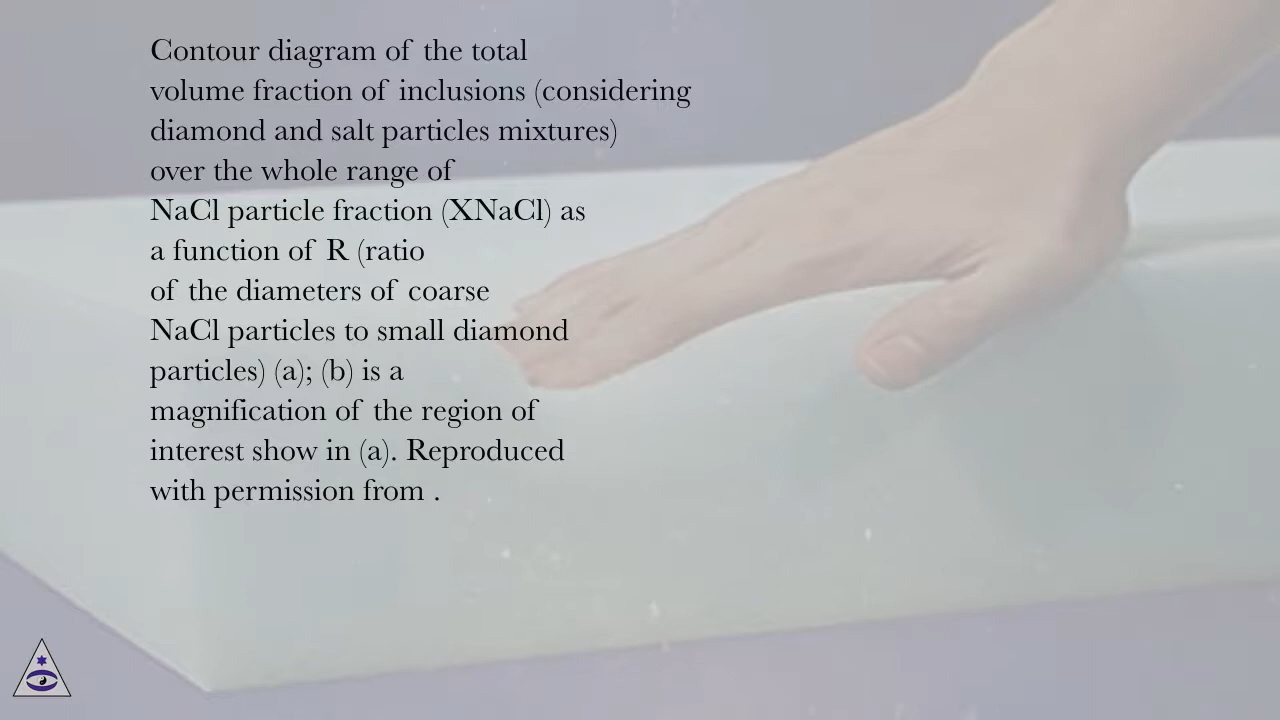 Contour diagram of the total
volume fraction of inclusions (considering
diamond and salt particles mixtures)
over the whole range of
NaCl particle fraction (XNaCl) as
a function of R (ratio
of the diameters of coarse
NaCl particles to small diamond
particles) (a); (b) is a
magnification of the region of
interest show in (a). Reproduced
with permission from .